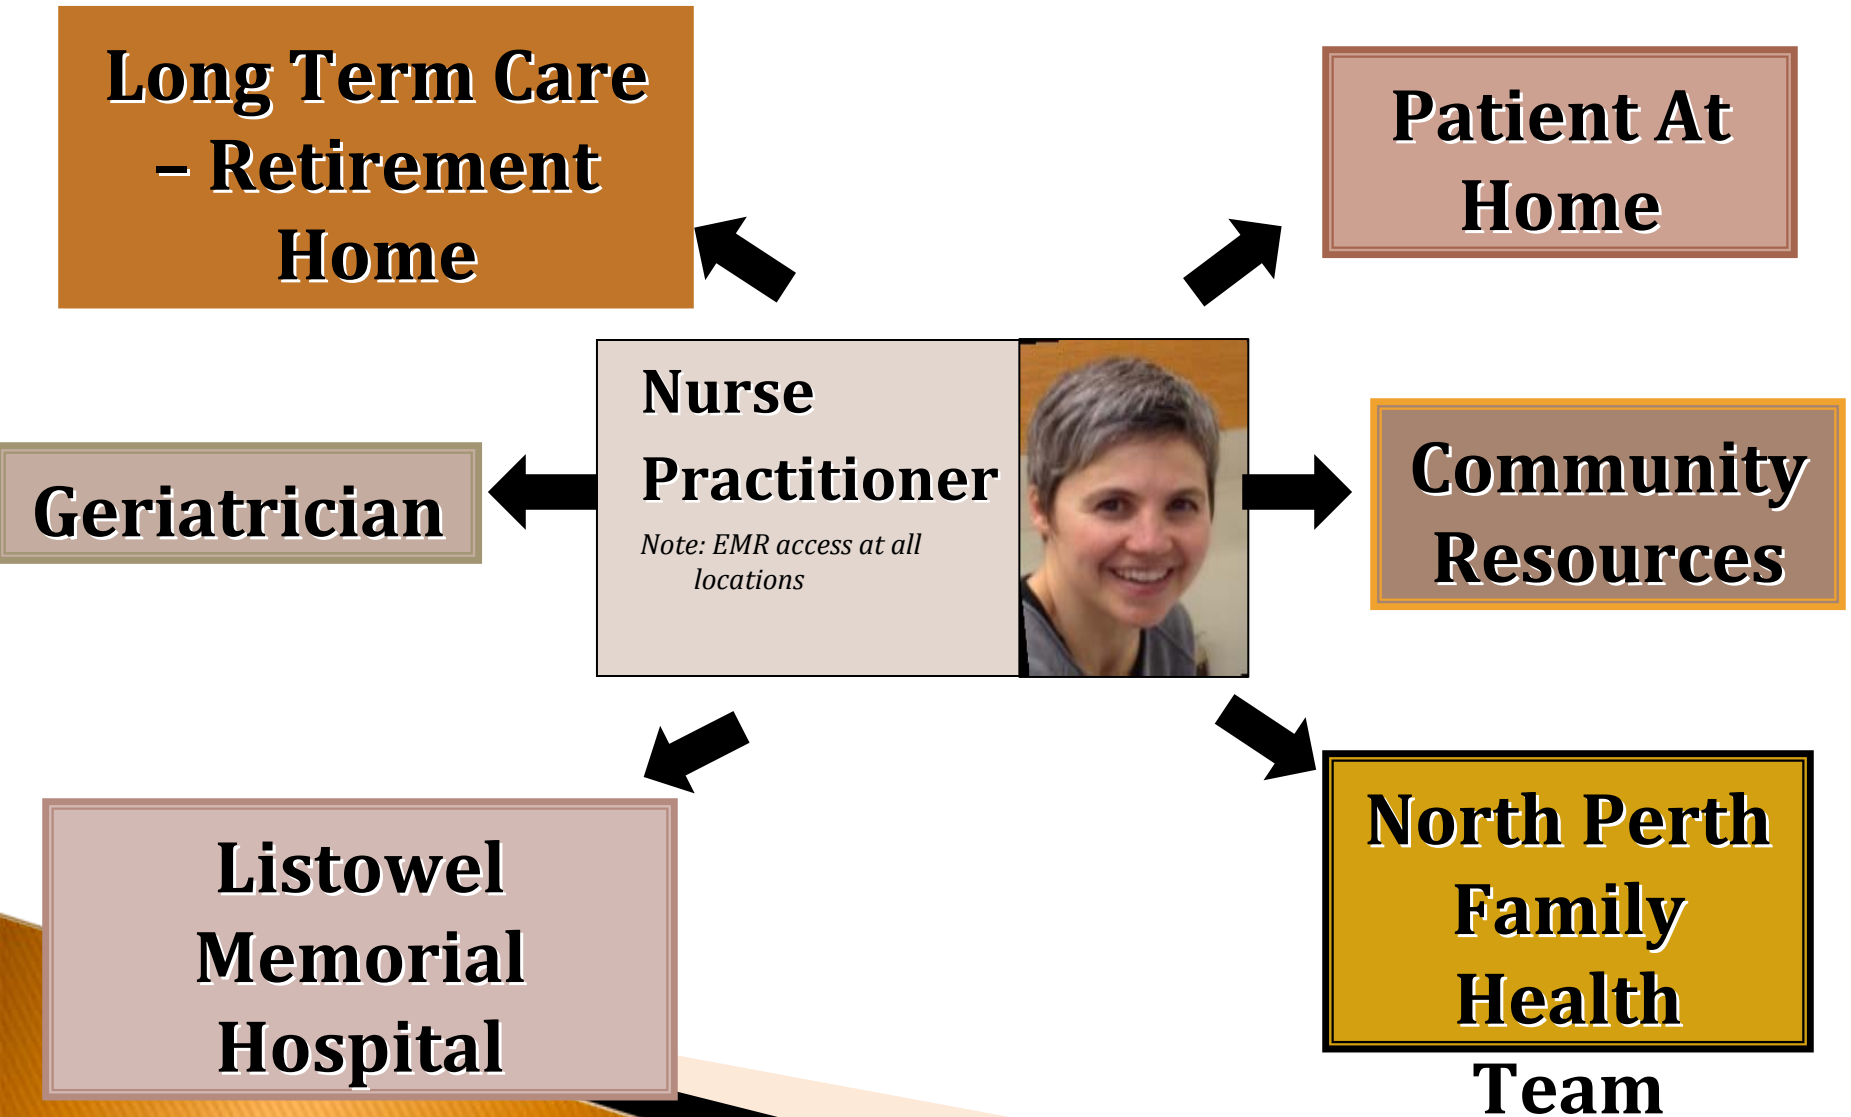 Long Term Care
– Retirement
Home
Patient At
Home
Nurse
Practitioner
Note: EMR access at all
locations
Geriatrician
Community
Resources
Listowel
Memorial
Hospital
North Perth
Family
Health
Team